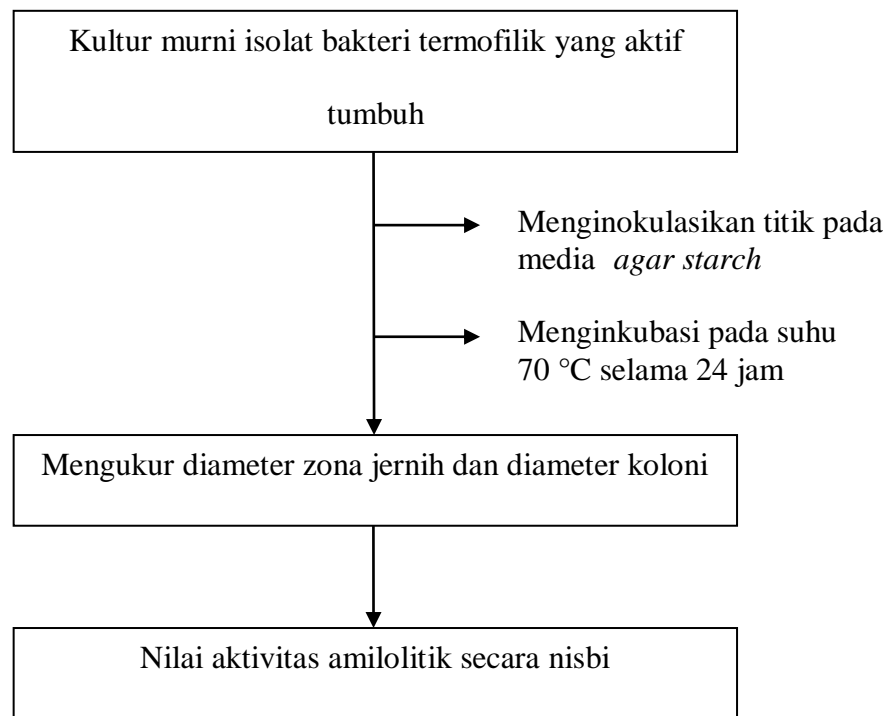 Kultur murni isolat bakteri termofilik yang aktif
tumbuh
Menginokulasikan titik pada
media agar starch
Menginkubasi pada suhu
70 °C selama 24 jam
Mengukur diameter zona jernih dan diameter koloni
Nilai aktivitas amilolitik secara nisbi